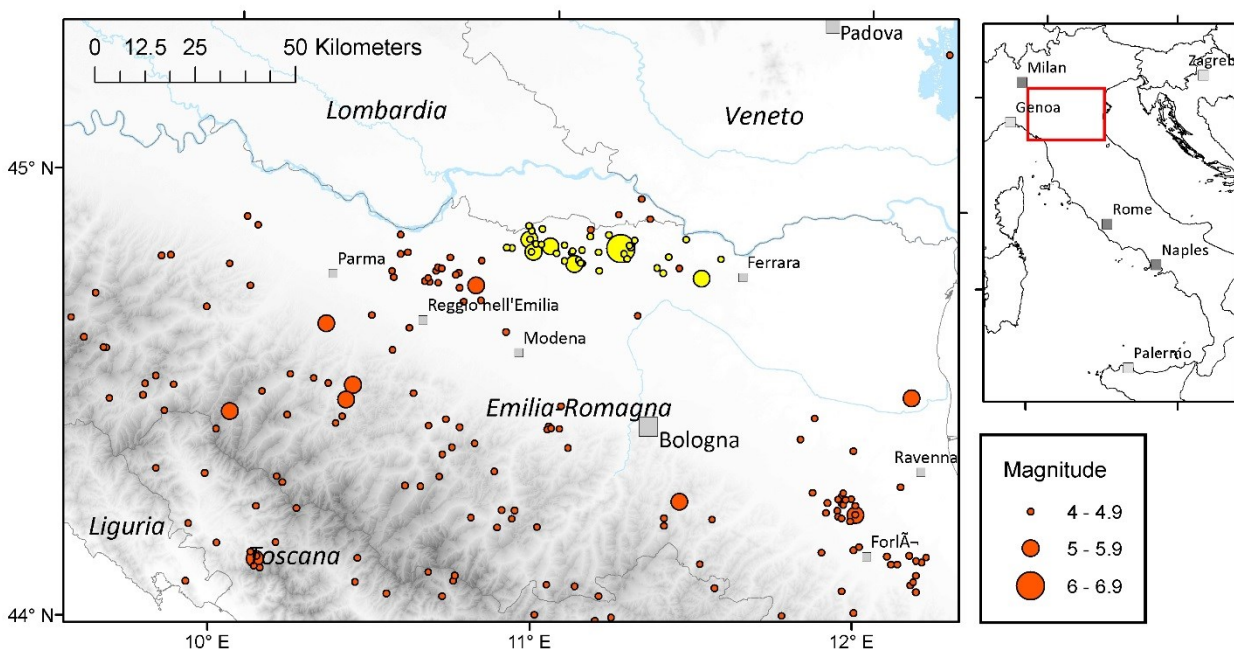 0 12.5 25 50 Kilometers
Padova
Lombardia
Veneto
45° N
Parma
Ferrara
Reggio nell'Emilia
Modena
Emilia-Romagna
Bologna
Ravenna
Liguria
Toscana
ForlÃ¬
44° N
10° E 11° E 12° E
Milan
Zagreb
Genoa
Rome
Naples
Palermo
Magnitude
4 - 4.9
5 - 5.9
6 - 6.9